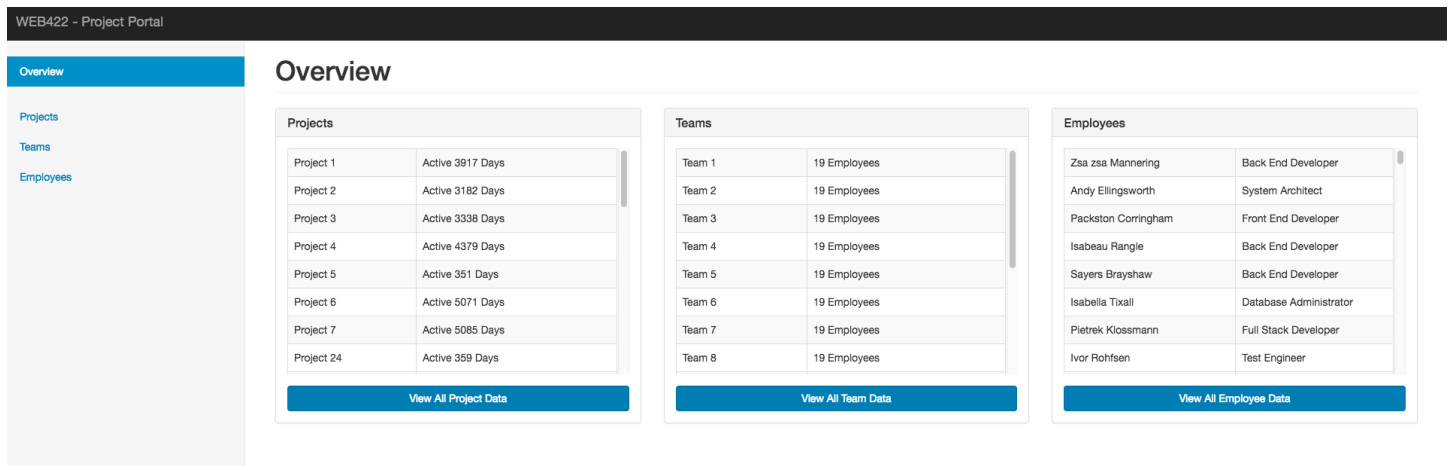 WEB422 - Project Portal
Overview
Projects
Teams
Employees
Overview
Projects
Project 1 Active 3917 Days
Project 2 Active 3182 Days
Project 3 Active 3338 Days
Project 4 Active 4379 Days
Project 5 Active 351 Days
Project 6 Active 5071 Days
Project 7 Active 5085 Days
Project 24 Active 359 Days
View All Project Data
Teams
Team 1 19 Employees
Team 2 19 Employees
Team 3 19 Employees
Team 4 19 Employees
Team 5 19 Employees
Team 6 19 Employees
Team 7 19 Employees
Team 8 19 Employees
View All Team Data
Employees
Zsa zsa Mannering Back End Developer
Andy Ellingsworth System Architect
Packston Corringham Front End Developer
Isabeau Rangle Back End Developer
Sayers Brayshaw Back End Developer
Isabella Tixall Database Administrator
Pietrek Klossmann Full Stack Developer
Ivor Rohfsen Test Engineer
View All Employee Data